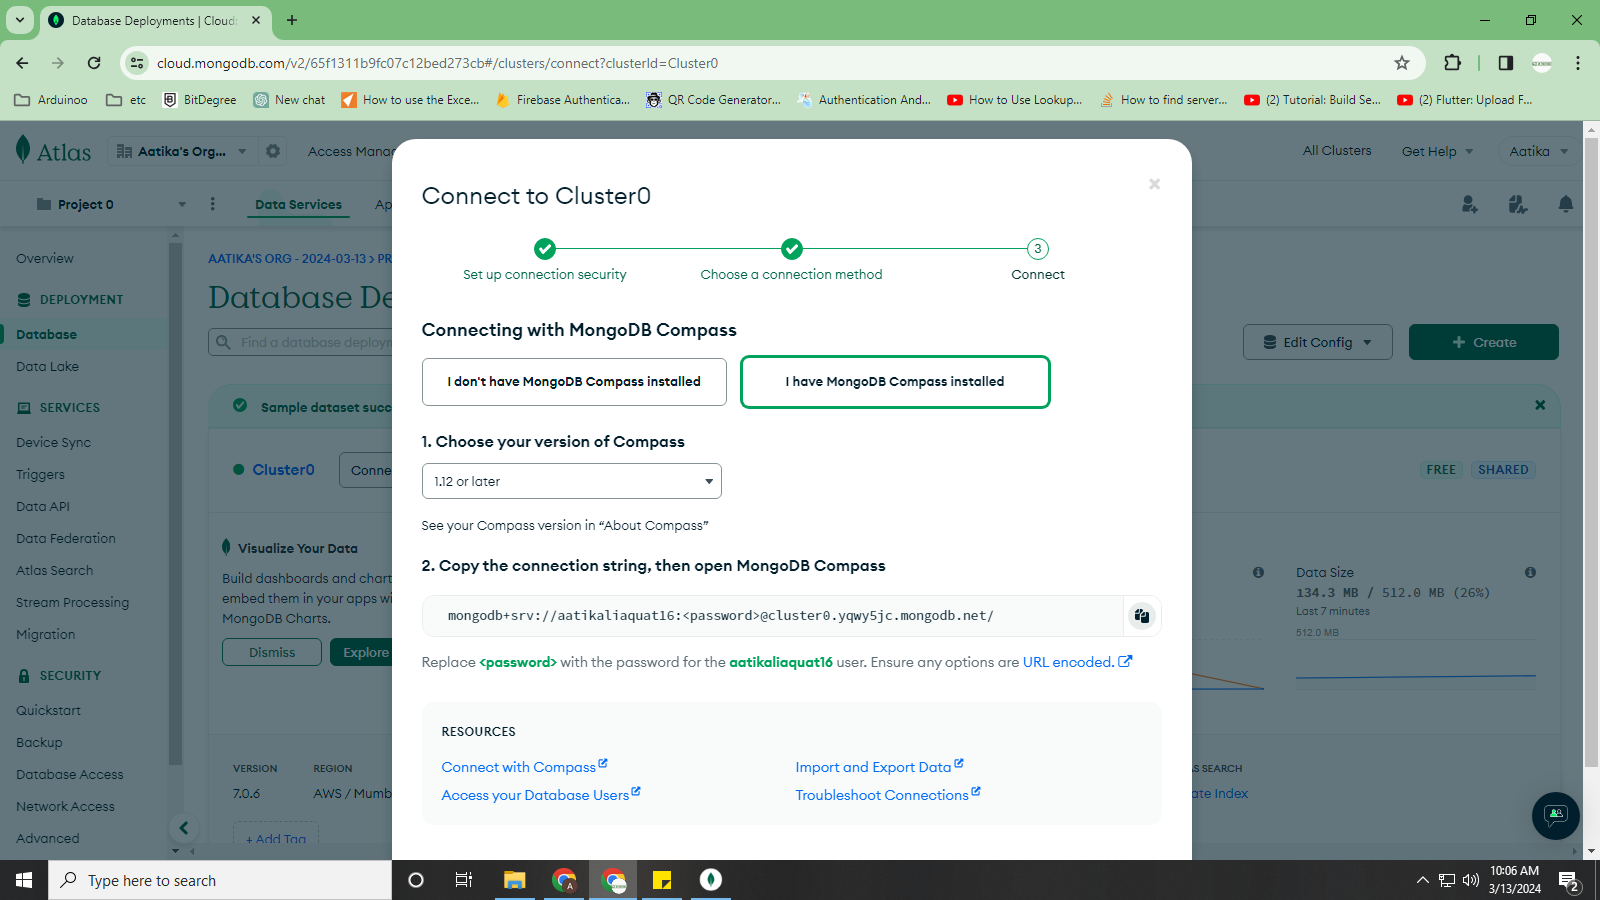 Database Deployments | Cloud:
cloud.mongodb.com/v2/65f1311b9fc07c12bed273cb#/clusters/connect?clusterId=Cluster0
Arduinoo
etc
BitDegree
New chat
How to use the Exce...
Firebase Authentica...
QR Code Generator...
Authentication And...
How to Use Lookup...
How to find server...
(2) Tutorial: Build Se...
(2) Flutter: Upload F...
Atlas
Aatika's Org...
Access Mana
All Clusters
Get Help
Aatika
Project 0
Data Services
Ap
Overview
DEPLOYMENT
Database
Data Lake
SERVICES
Device Sync
Triggers
Data API
Data Federation
Atlas Search
Stream Processing
Migration
SECURITY
Quickstart
Backup
Database Access
Network Access
Advanced
AATIKA'S ORG - 2024-03-13 > PR
Database De
Find a database deployn
Edit Config
+ Create
Sample dataset succ
Cluster0
Conne
FREE
SHARED
Visualize Your Data
Build dashboards and chart
embed them in your apps wi
MongoDB Charts.
Dismiss
Explore
Data Size
134.3 MB / 512.0 MB (26%)
Last 7 minutes
512.0 MB
VERSION
REGION
7.0.6
AWS / Mumb
S SEARCH
ate Index
+ Add Tag
Connect to Cluster0
Set up connection security
Choose a connection method
3
Connect
Connecting with MongoDB Compass
I don't have MongoDB Compass installed
I have MongoDB Compass installed
1. Choose your version of Compass
1.12 or later
See your Compass version in “About Compass”
2. Copy the connection string, then open MongoDB Compass
mongodb+srv://aatikaliaquat16:<password>@cluster0.yqwy5jc.mongodb.net/
Replace <password> with the password for the aatikaliaquat16 user. Ensure any options are URL encoded.
RESOURCES
Connect with Compass
Import and Export Data
Access your Database Users
Troubleshoot Connections
Type here to search
A
10:06 AM
3/13/2024
2